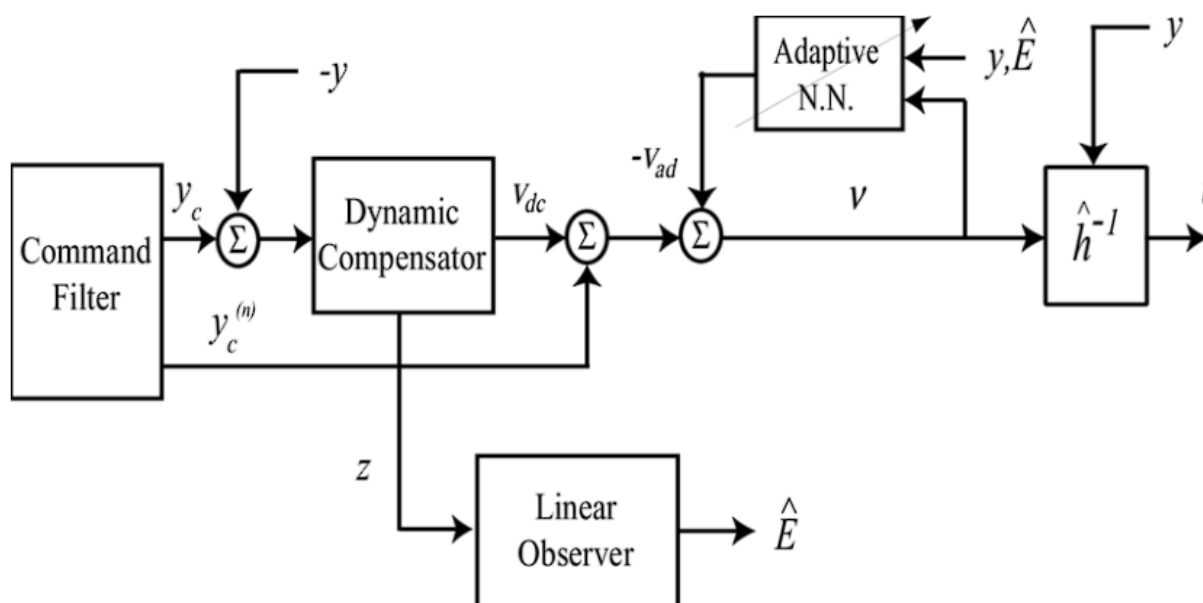 -y
y
Adaptive
N.N.
y,Ê
-v_ad
y_c
Σ
Dynamic
Compensator
v_dc
Σ
Σ
v
ĥ^-1
Command
Filter
y_c^(n)
z
Linear
Observer
Ê